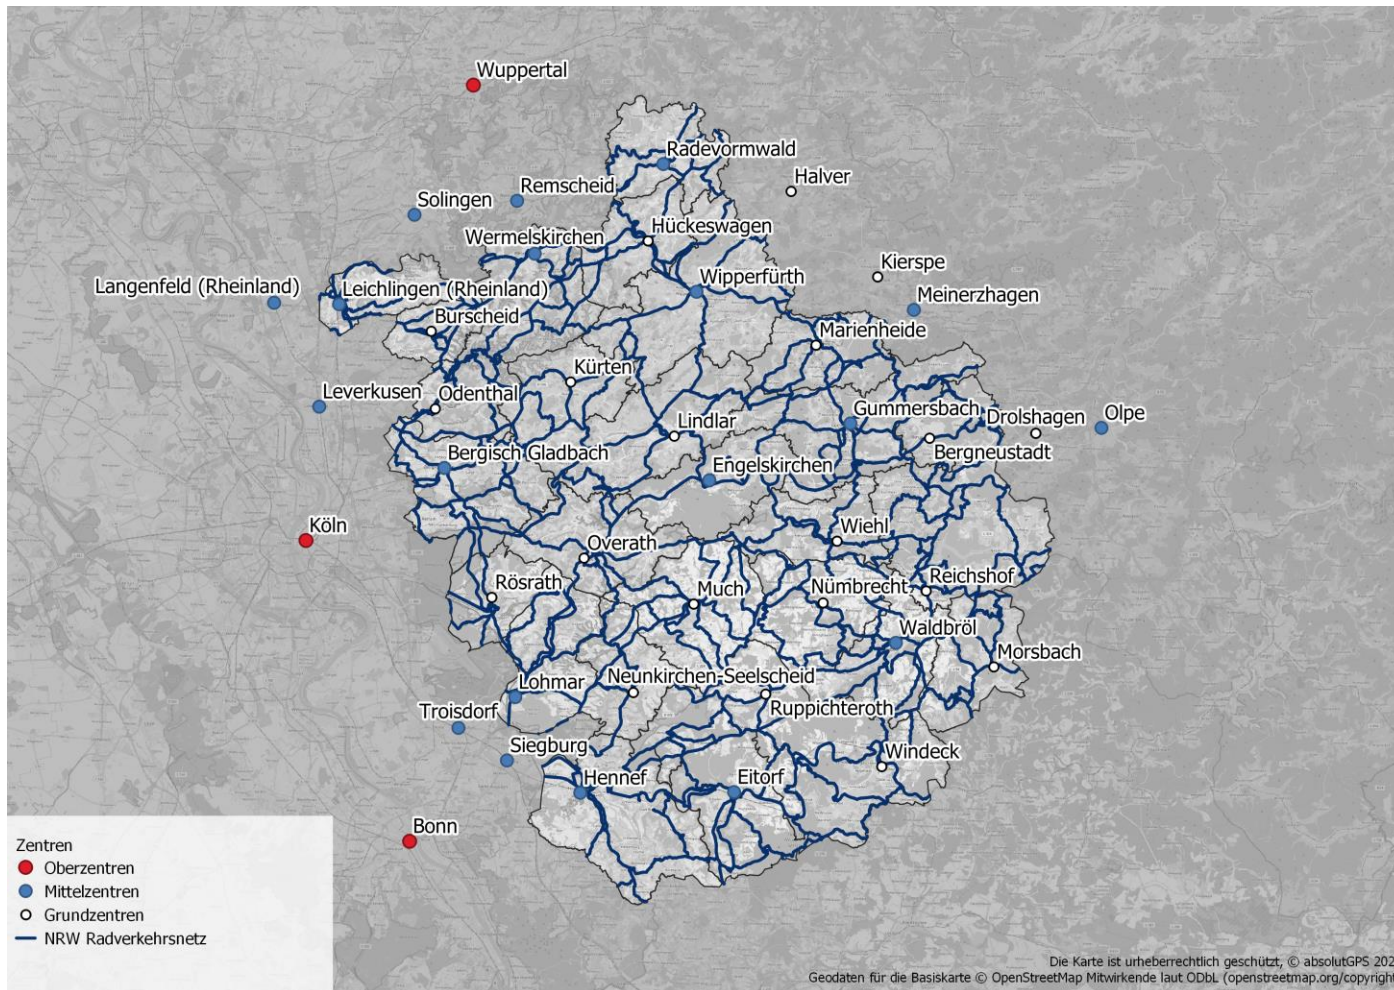 Wuppertal
Radevormwald
Halver
Remscheid
Solingen
Hückeswagen
Wermelskirchen
Kierspe
Wipperfürth
Langenfeld (Rheinland)
Leichlingen (Rheinland)
Meinerzhagen
Burscheid
Marienheide
Kürten
Leverkusen
Odenthal
Gummersbach
Drolshagen
Olpe
Lindlar
Bergneustadt
Bergisch Gladbach
Engelskirchen
Köln
Wiehl
Overath
Rösrath
Much
Nümbrecht
Reichshof
Waldbröl
Morsbach
Lohmar
Neunkirchen-Seelscheid
Ruppichteroth
Troisdorf
Siegburg
Windeck
Hennef
Eitorf
Bonn
Zentren
Oberzentren
Mittelzentren
Grundzentren
NRW Radverkehrsnetz
Die Karte ist urheberrechtlich geschützt, © absolutGPS 202
Geodaten für die Basiskarte © OpenStreetMap Mitwirkende laut ODbL (openstreetmap.org/copyright